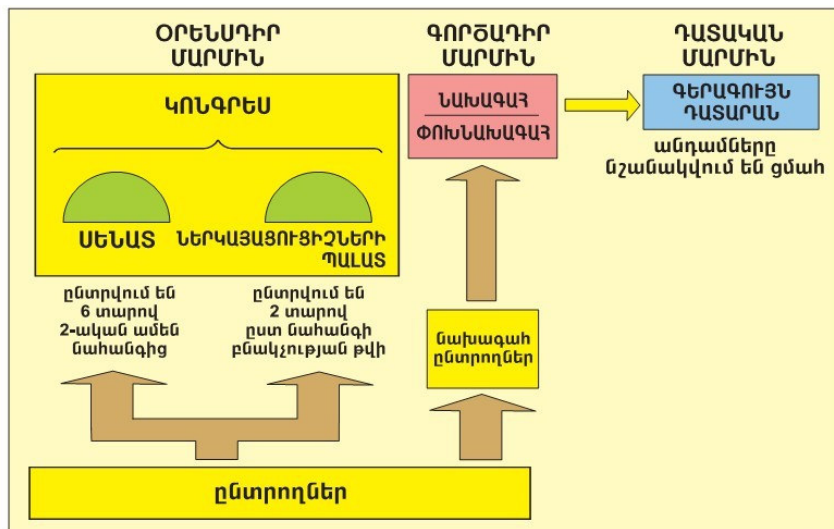 ՕՐԵՆՍԴԻՐ
ՄԱՐՄԻՆ
ԿՈՆԳՐԵՍ
ՍԵՆԱՏ
ՆԵՐԿԱՅԱՑՈՒՑԻՉՆԵՐԻ
ՊԱԼԱՏ
ընտրվում են
6 տարով
2-ական ամեն
նահանգից
ընտրվում են
2 տարով
ըստ նահանգի
բնակչության թվի
ԳՈՐԾԱԴԻՐ
ՄԱՐՄԻՆ
ՆԱԽԱԳԱՀ
ՓՈԽՆԱԽԱԳԱՀ
նախագահ
ընտրողներ
ԴԱՏԱԿԱՆ
ՄԱՐՄԻՆ
ԳԵՐԱԳՈՒՅՆ
ԴԱՏԱՐԱՆ
անդամները
նշանակվում են ցմահ
ընտրողներ